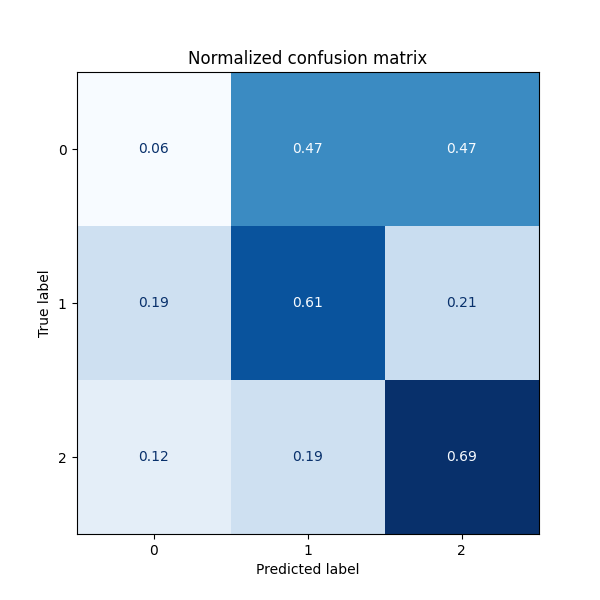 Normalized confusion matrix
True label
0
0.06 0.47 0.47
1
0.19 0.61 0.21
2
0.12 0.19 0.69
0 1 2
Predicted label